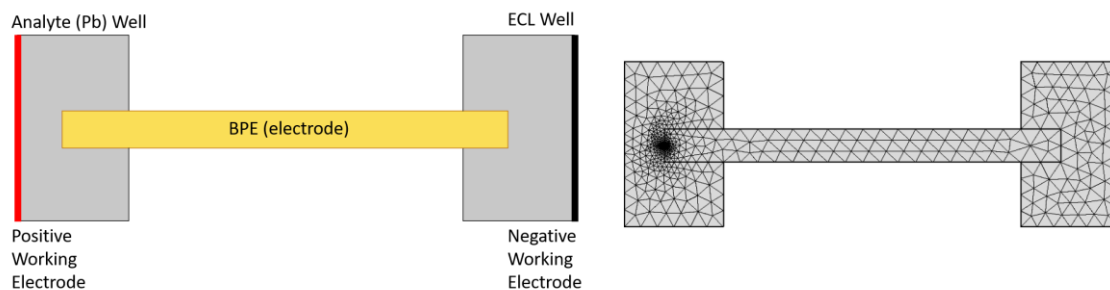 Analyte (Pb) Well
ECL Well
BPE (electrode)
Positive
Working
Electrode
Negative
Working
Electrode